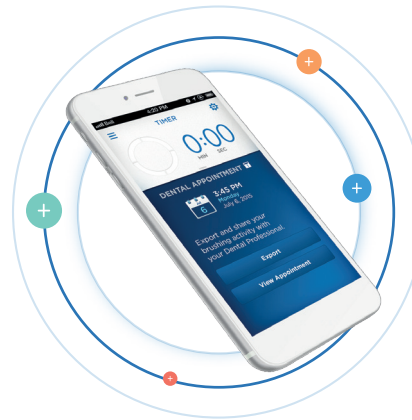 4:35 PM
TIMER
0:00
MIN SEC
DENTAL APPOINTMENT
6
3:45 PM
Monday
July 6, 2015
Export and share your
brushing activity with
your Dental Professional.
Export
View Appointment